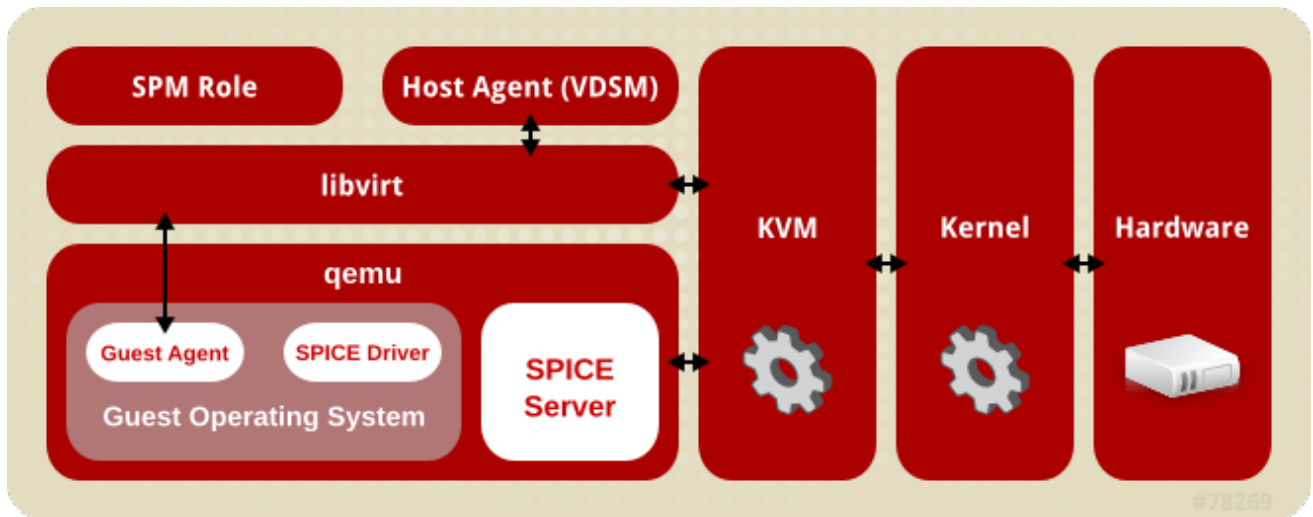 SPM Role
Host Agent (VDSM)
libvirt
qemu
Guest Agent
SPICE Driver
Guest Operating System
SPICE
Server
KVM
Kernel
Hardware
#78269